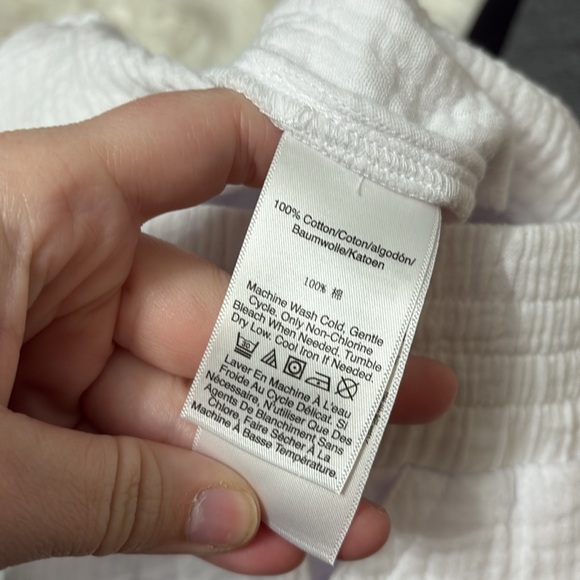 100% Cotton/Coton/algodón/
Baumwolle/Katoen
100% 棉
Machine Wash Cold, Gentle
Cycle. Only Non-Chlorine
Bleach When Needed. Tumble
Dry Low. Cool Iron If Needed.
30
Laver En Machine À L'eau
Froide Au Cycle Délicat. Si
Nécessaire, N'utiliser Que Des
Agents De Blanchiment Sans
Chlore, Faire Sécher À La
Machine À Basse Température.